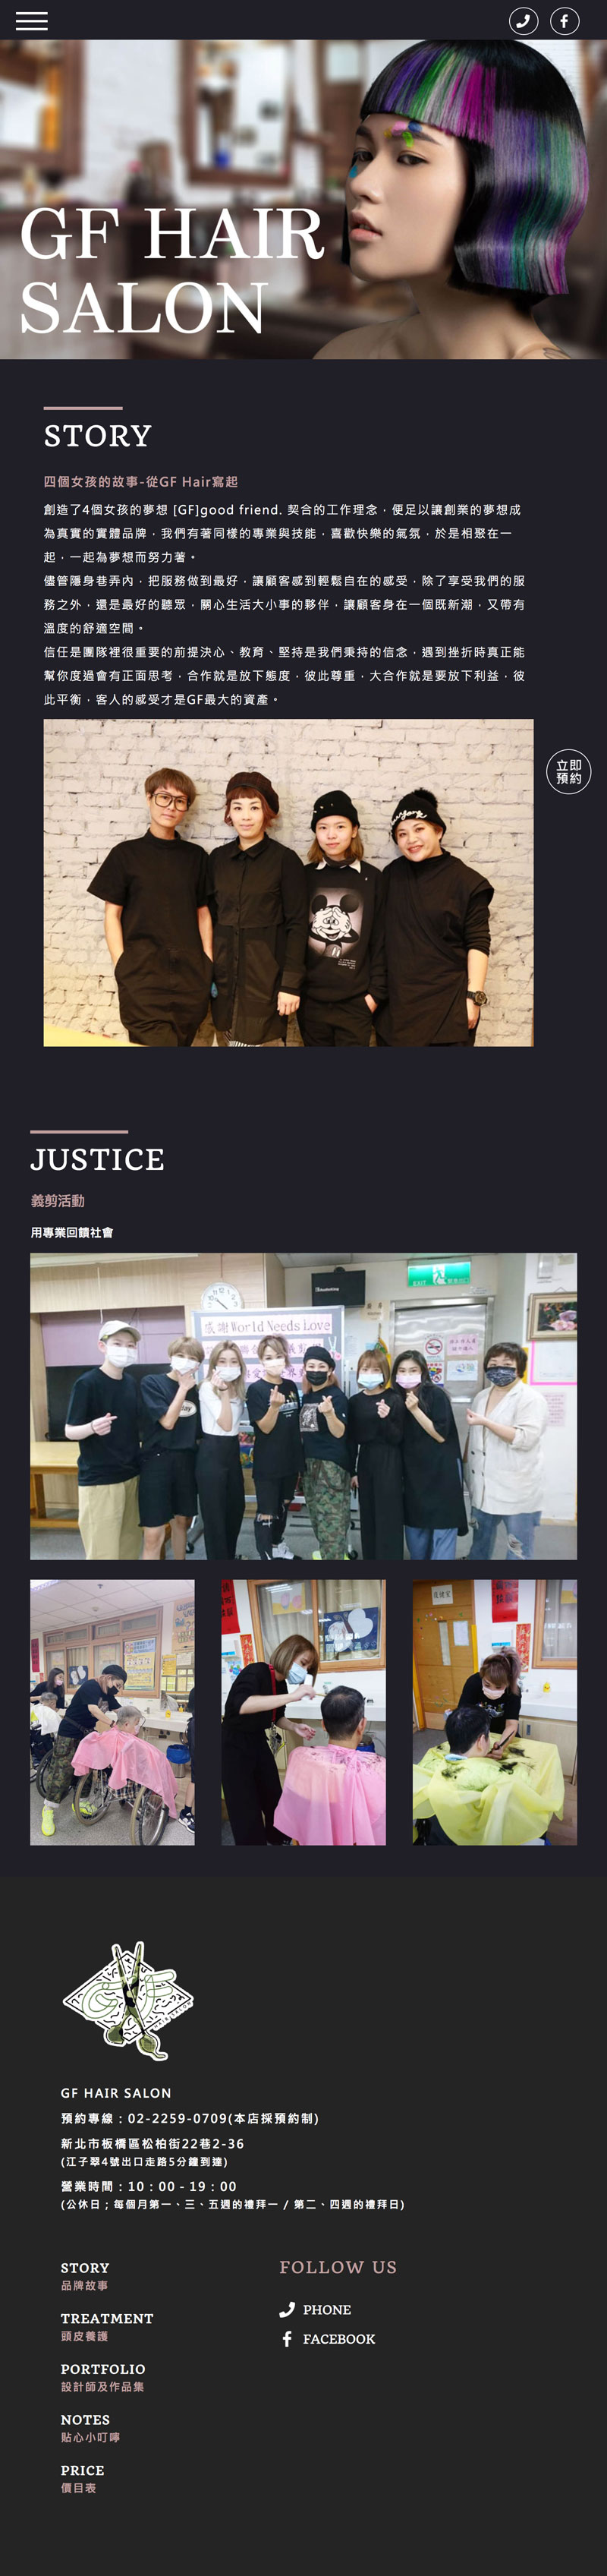 GF HAIR
SALON
STORY
四個女孩的故事-從GF Hair寫起
創造了4個女孩的夢想 [GF]good friend. 契合的工作理念，便足以讓創業的夢想成
為真實的實體品牌，我們有著同樣的專業與技能，喜歡快樂的氣氛，於是相聚在一
起，一起為夢想而努力著。
儘管隱身巷弄內，把服務做到最好，讓顧客感到輕鬆自在的感受，除了享受我們的服
務之外，還是最好的聽眾，關心生活大小事的夥伴，讓顧客身在一個既新潮，又帶有
溫度的舒適空間。
信任是團隊裡很重要的前提決心、教育、堅持是我們秉持的信念，遇到挫折時真正能
幫你度過會有正面思考，合作就是放下態度，彼此尊重，大合作就是要放下利益，彼
此平衡，客人的感受才是GF最大的資產。
立即
預約
JUSTICE
義剪活動
用專業回饋社會
EXIT
感謝World Needs Love
GF HAIR SALON
預約專線：02-2259-0709(本店採預約制)
新北市板橋區松柏街22巷2-36
(江子翠4號出口走路5分鐘到達)
營業時間：10：00 - 19：00
(公休日；每個月第一、三、五週的禮拜一 / 第二、四週的禮拜日)
STORY
品牌故事
TREATMENT
頭皮養護
PORTFOLIO
設計師及作品集
NOTES
貼心小叮嚀
PRICE
價目表
FOLLOW US
PHONE
FACEBOOK